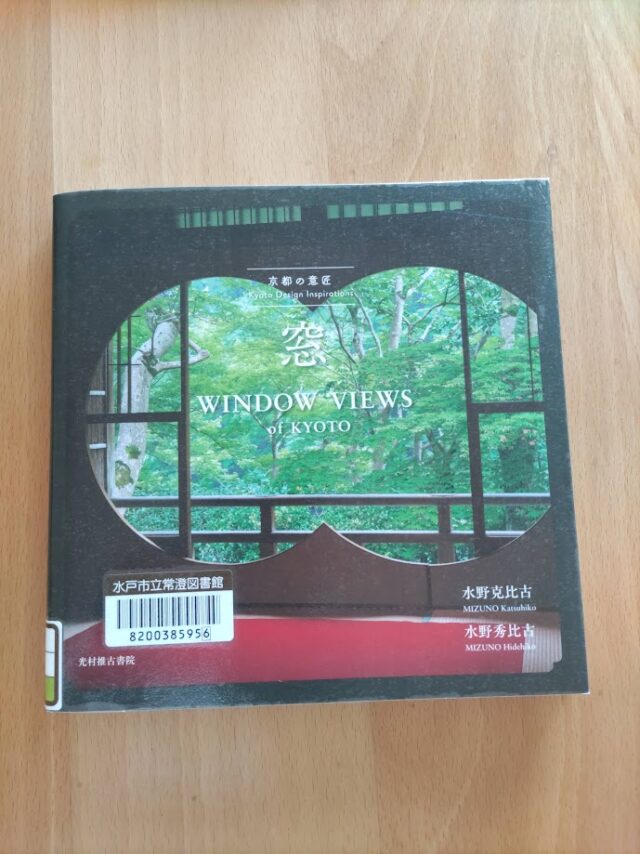 京都の意匠
Kyoto Design Inspirations
窓
WINDOW VIEWS
of KYOTO
水戸市立常澄図書館
8200385956
水野克比古
MIZUNO Katsuhiko
水野秀比古
MIZUNO Hidehiko
光村推古書院